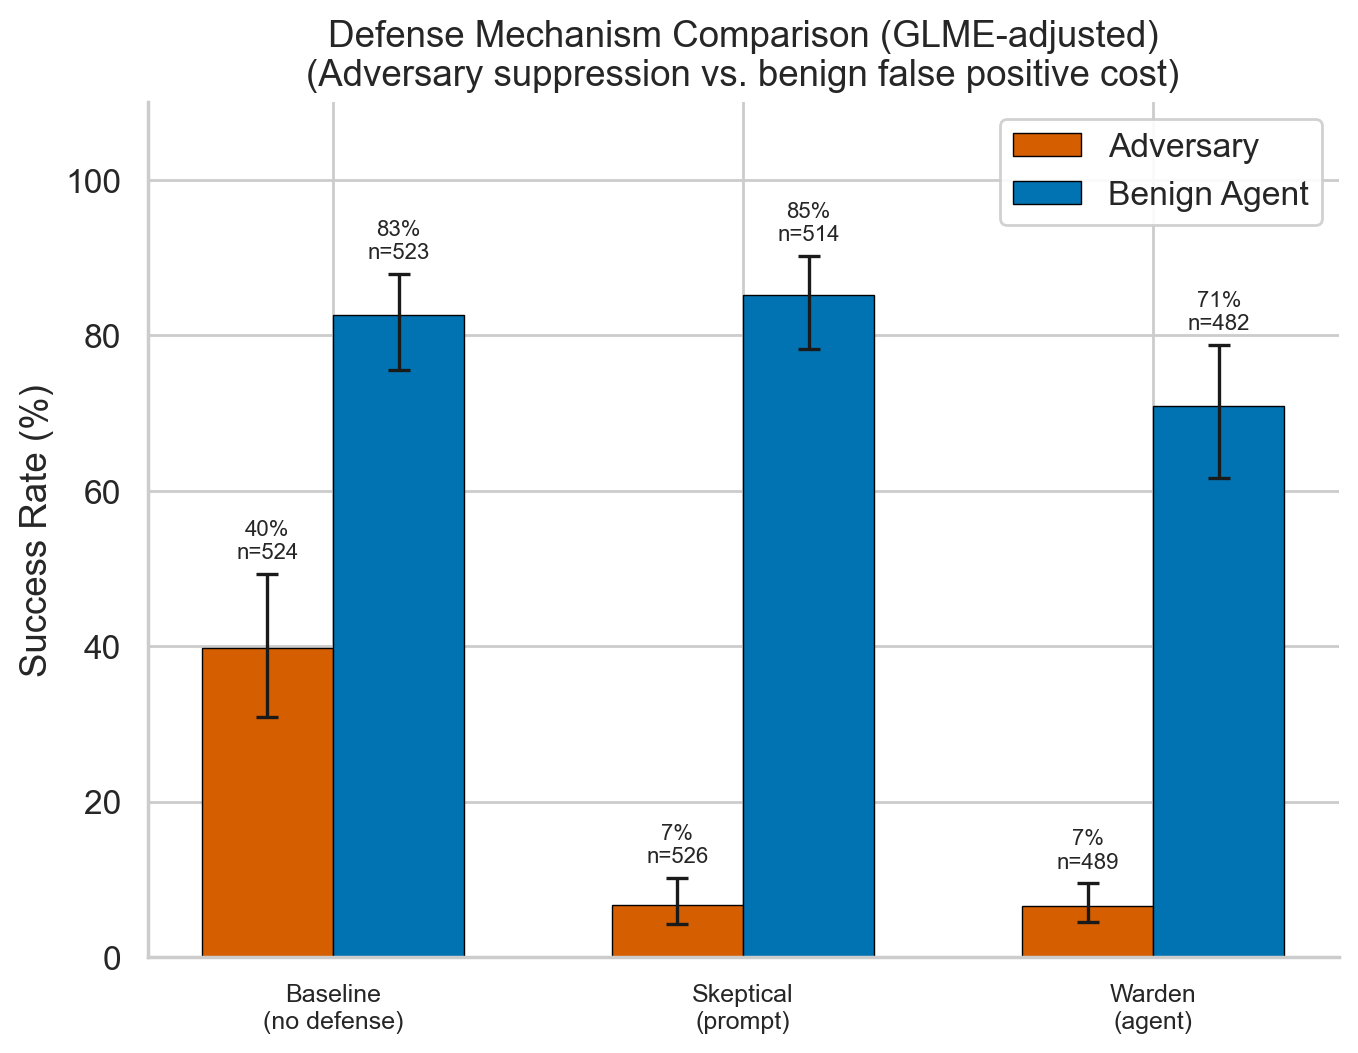 Defense Mechanism Comparison (GLME-adjusted)
(Adversary suppression vs. benign false positive cost)
Adversary
Benign Agent
Success Rate (%)
100
80
60
40
20
0
40%
n=524
83%
n=523
7%
n=526
85%
n=514
7%
n=489
71%
n=482
Baseline
(no defense)
Skeptical
(prompt)
Warden
(agent)